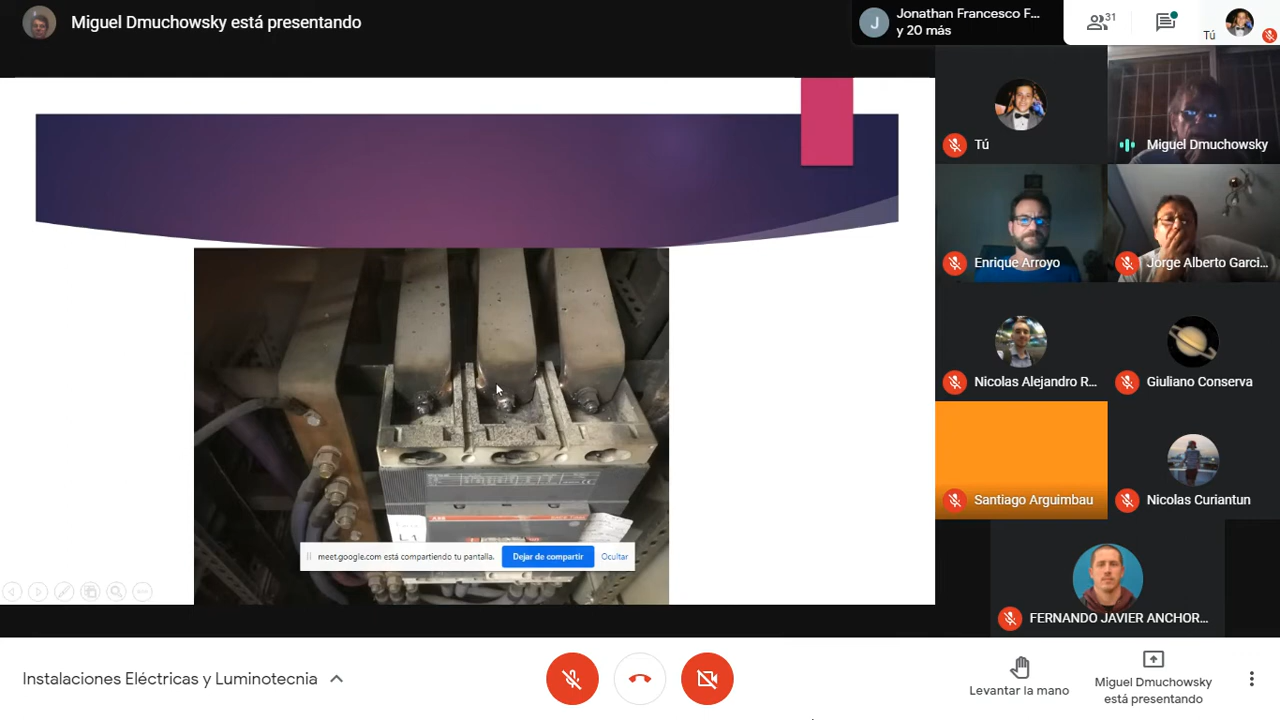 Miguel Dmuchowsky está presentando
Jonathan Francesco F...
y 20 más
J
31
Tú
Tú
Miguel Dmuchowsky
Enrique Arroyo
Jorge Alberto Garci...
Nicolas Alejandro R...
Giuliano Conserva
Santiago Arguimbau
Nicolas Curiantun
FERNANDO JAVIER ANCHOR...
ABB
L1
meet.google.com está compartiendo tu pantalla.
Dejar de compartir
Ocultar
Instalaciones Eléctricas y Luminotecnia
Levantar la mano
Miguel Dmuchowsky
está presentando